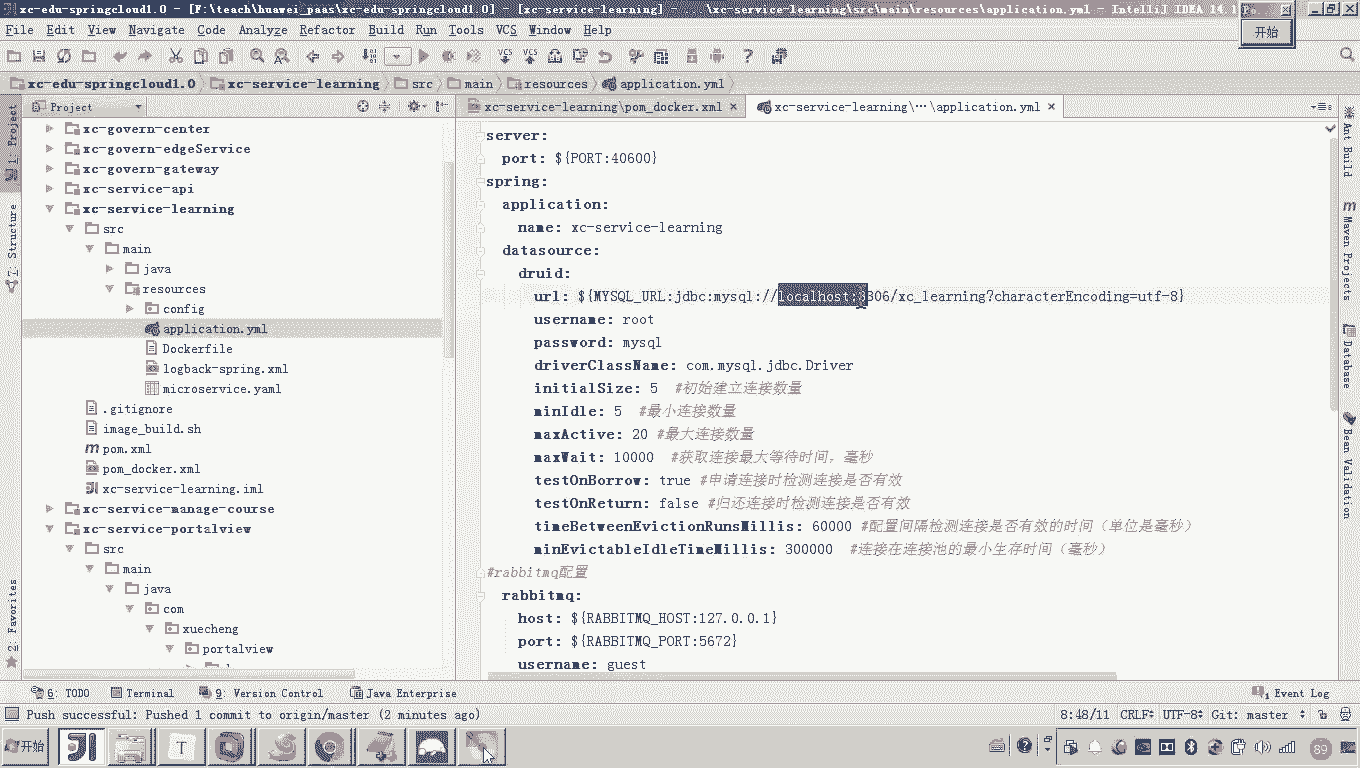 xc-edu-springcloud1.0 - [F:\teach\huawei_paas\xc-edu-springcloud1.0] - [xc-service-learning] - ...\xc-service-learning\src\main\resources\application.yml - IntelliJ IDEA 14.1
开始
File Edit View Navigate Code Analyze Refactor Build Run Tools VCS Window Help
xc-edu-springcloud1.0 xc-service-learning src main resources application.yml
Project
xc-service-learning\pom_docker.xml
xc-service-learning\...\application.yml
1: Project
7: Structure
2: Favorites
xc-govern-center
xc-govern-edgeService
xc-govern-gateway
xc-service-api
xc-service-learning
src
main
java
resources
config
application.yml
Dockerfile
logback-spring.xml
microservice.yaml
.gitignore
image_build.sh
pom.xml
pom_docker.xml
xc-service-learning.iml
xc-service-manage-course
xc-service-portalview
src
main
java
com
xuecheng
portalview
server:
port: ${PORT:40600}
spring:
application:
name: xc-service-learning
datasource:
druid:
url: ${MYSQL_URL:jdbc:mysql://localhost:3306/xc_learning?characterEncoding=utf-8}
username: root
password: mysql
driverClassName: com.mysql.jdbc.Driver
initialSize: 5 #初始建立连接数量
minIdle: 5 #最小连接数量
maxActive: 20 #最大连接数量
maxWait: 10000 #获取连接最大等待时间，毫秒
testOnBorrow: true #申请连接时检测连接是否有效
testOnReturn: false #归还连接时检测连接是否有效
timeBetweenEvictionRunsMillis: 60000 #配置间隔检测连接是否有效的时间（单位是毫秒）
minEvictableIdleTimeMillis: 300000 #连接在连接池的最小生存时间（毫秒）
#rabbitmq配置
rabbitmq:
host: ${RABBITMQ_HOST:127.0.0.1}
port: ${RABBITMQ_PORT:5672}
username: guest
Ant Build
Maven Projects
Database
Bean Validation
6: TODO Terminal 9: Version Control Java Enterprise
1 Event Log
Push successful: Pushed 1 commit to origin/master (2 minutes ago)
8:48/11 CRLF UTF-8 Git: master
开始
89